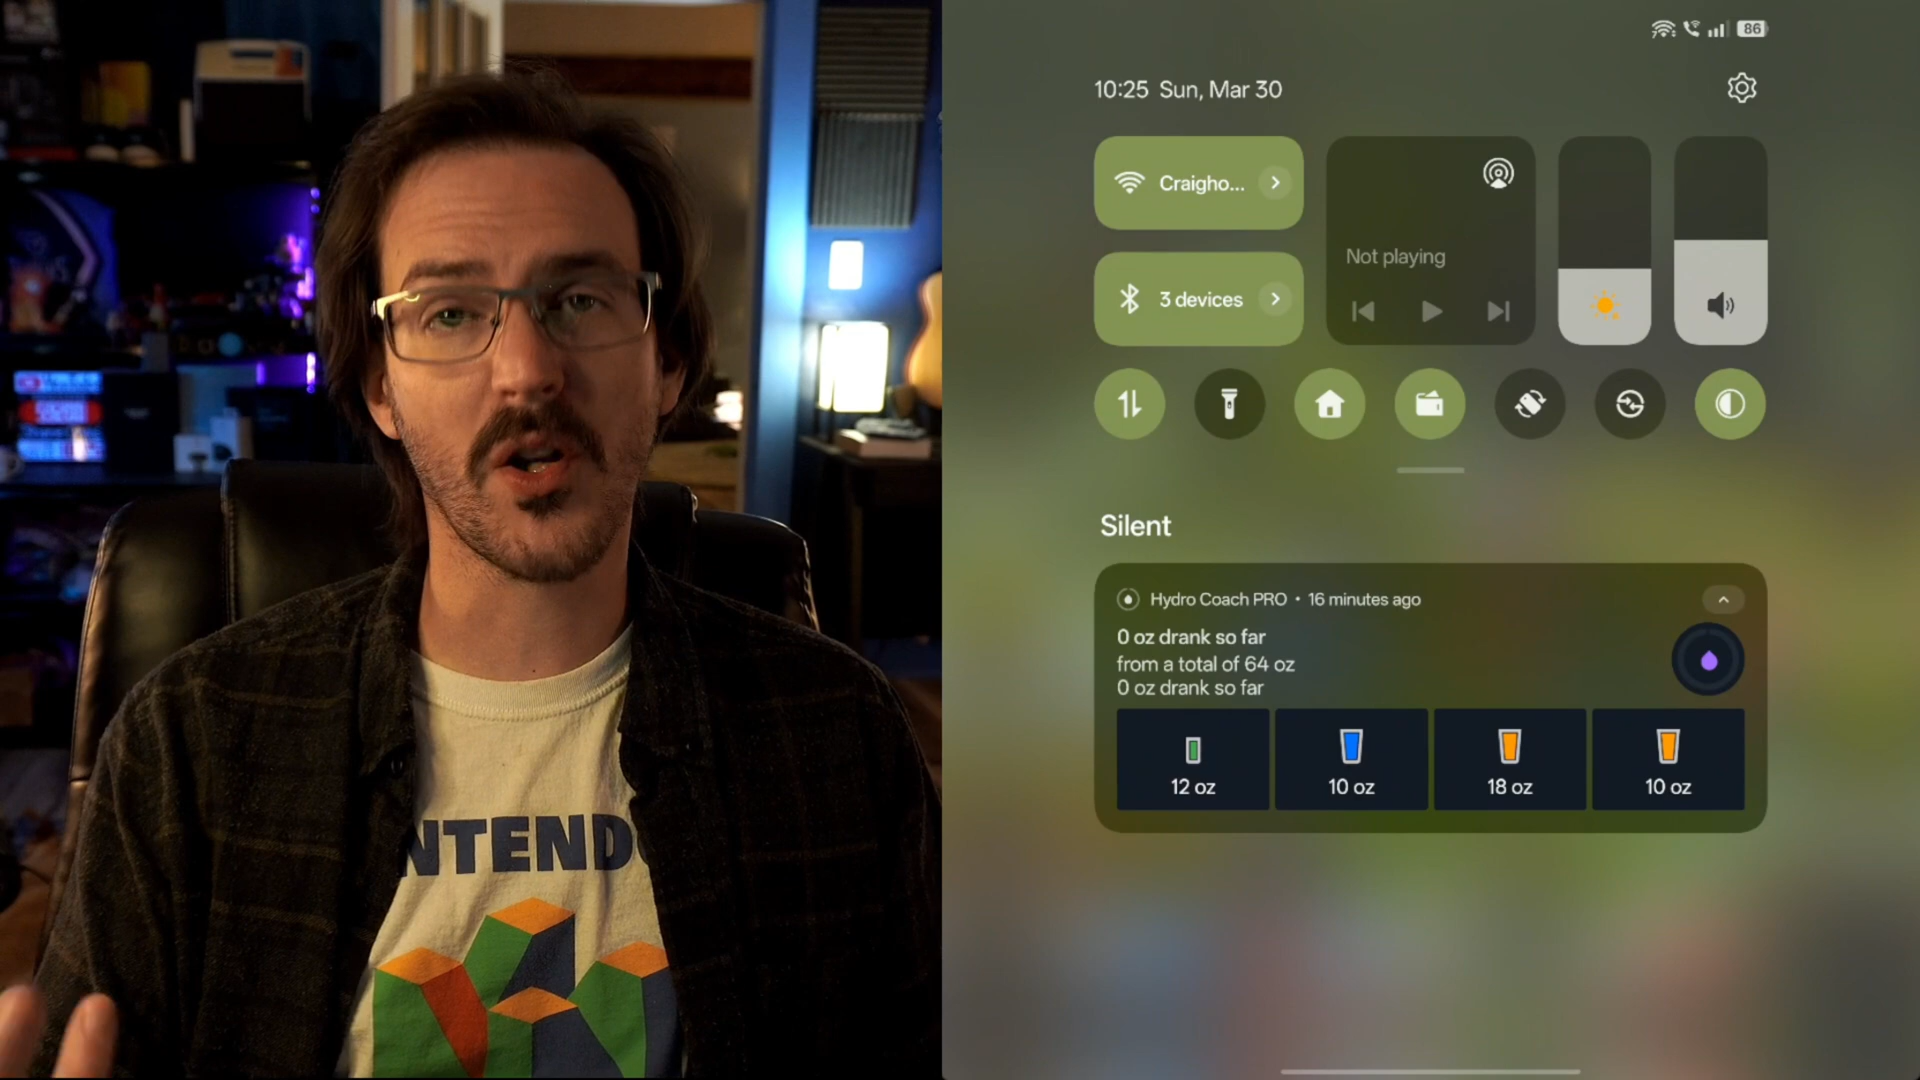 NTEND
86
10:25 Sun, Mar 30
Craigho...
Not playing
3 devices
Silent
Hydro Coach PRO • 16 minutes ago
0 oz drank so far
from a total of 64 oz
0 oz drank so far
12 oz
10 oz
18 oz
10 oz